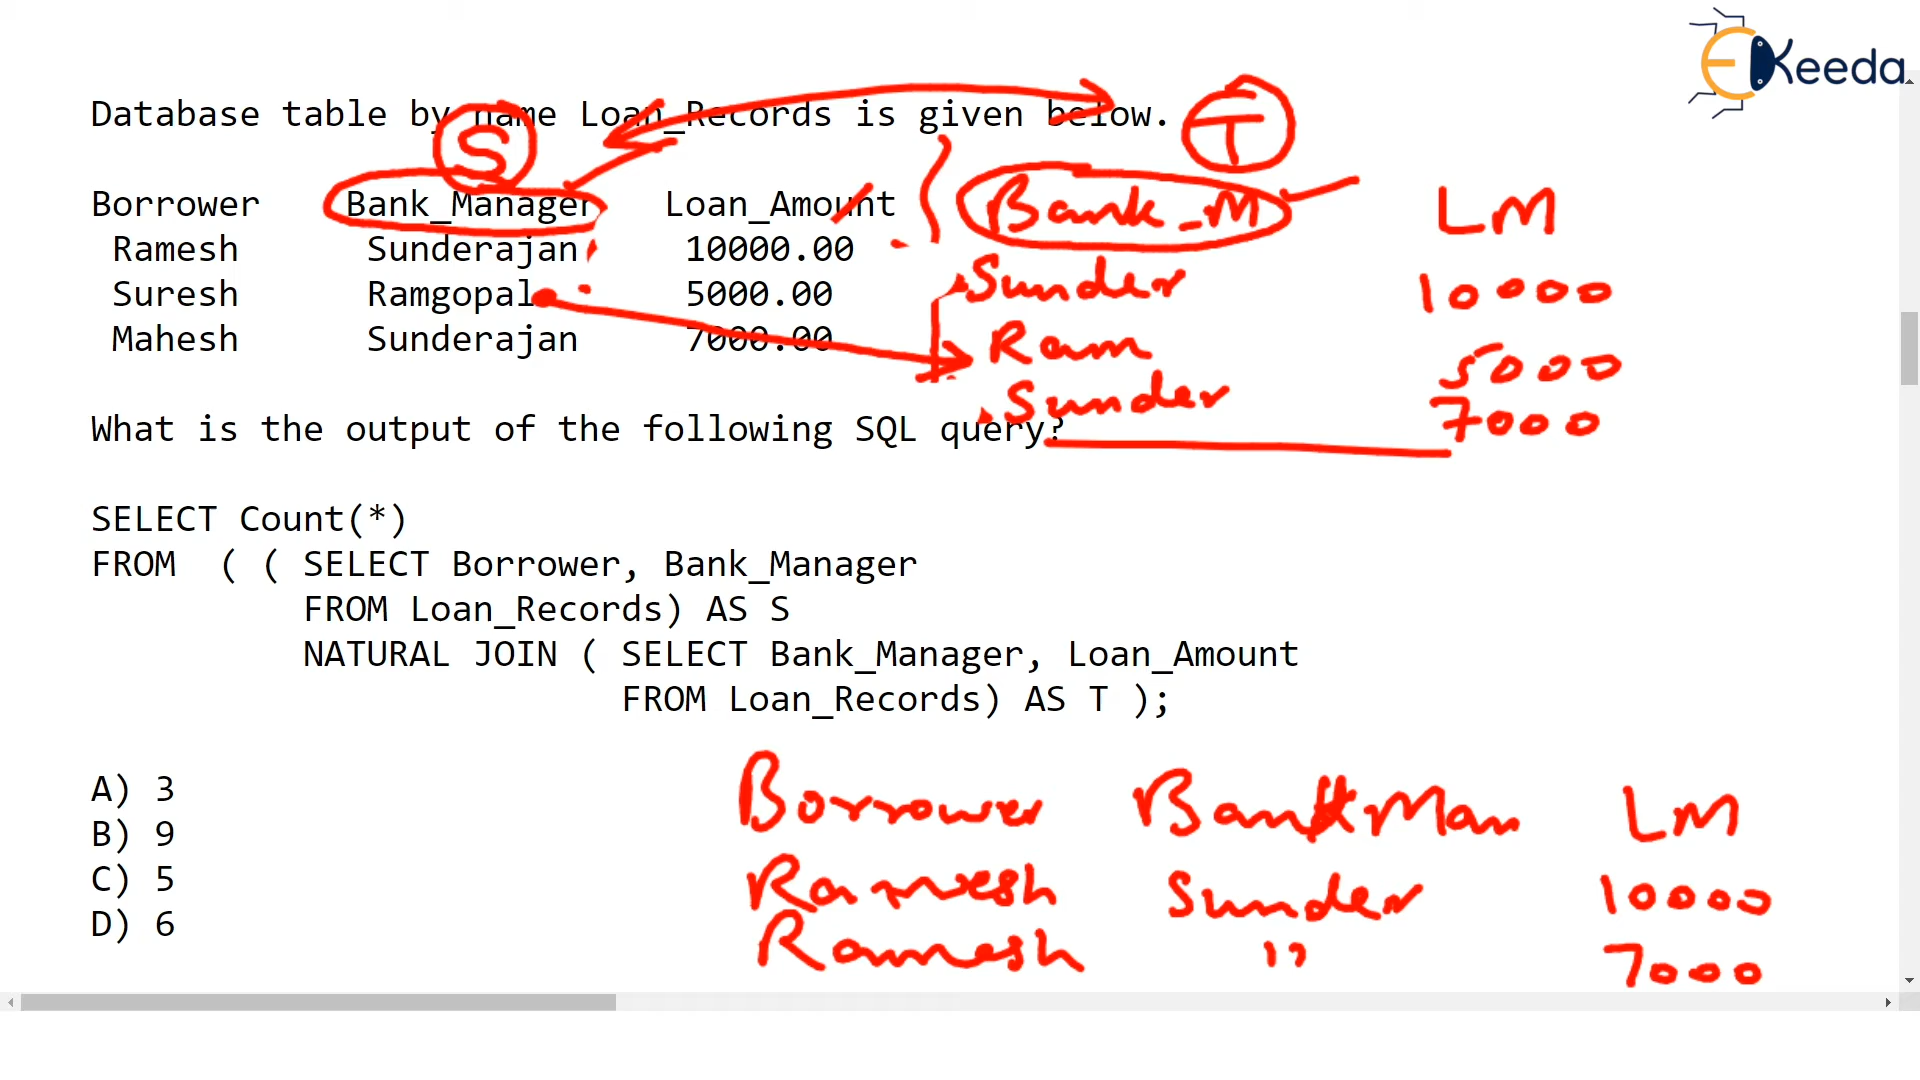 EKeeda
Database table by name Loan_Records is given below.
S
T
Borrower Bank_Manager Loan_Amount
Bank_M LM
Ramesh Sunderajan 10000.00
Sunder 10000
Suresh Ramgopal 5000.00
Ram 5000
Mahesh Sunderajan 7000.00
Sunder 7000
What is the output of the following SQL query?
SELECT Count(*)
FROM ( ( SELECT Borrower, Bank_Manager
FROM Loan_Records) AS S
NATURAL JOIN ( SELECT Bank_Manager, Loan_Amount
FROM Loan_Records) AS T );
A) 3
B) 9
C) 5
D) 6
Borrower BankMan LM
Ramesh Sunder 10000
Ramesh " 7000